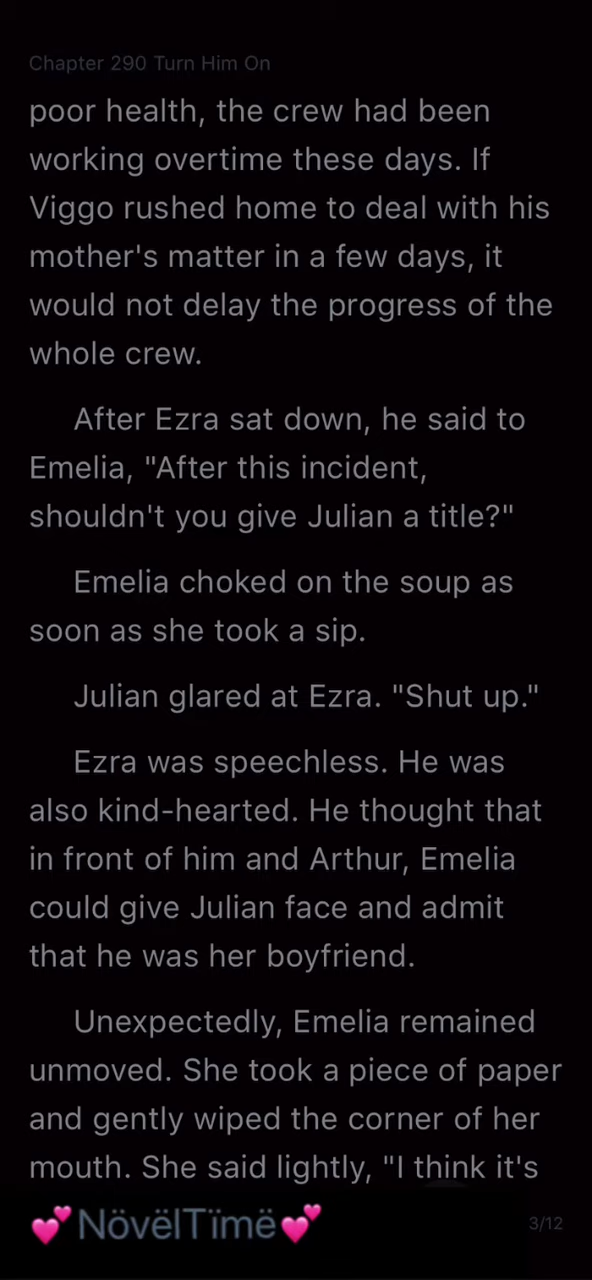 Chapter 290 Turn Him On
poor health, the crew had been
working overtime these days. If
Viggo rushed home to deal with his
mother's matter in a few days, it
would not delay the progress of the
whole crew.
After Ezra sat down, he said to
Emelia, "After this incident,
shouldn't you give Julian a title?"
Emelia choked on the soup as
soon as she took a sip.
Julian glared at Ezra. "Shut up."
Ezra was speechless. He was
also kind-hearted. He thought that
in front of him and Arthur, Emelia
could give Julian face and admit
that he was her boyfriend.
Unexpectedly, Emelia remained
unmoved. She took a piece of paper
and gently wiped the corner of her
mouth. She said lightly, "I think it's
💕NövëlTïmë💕
3/12